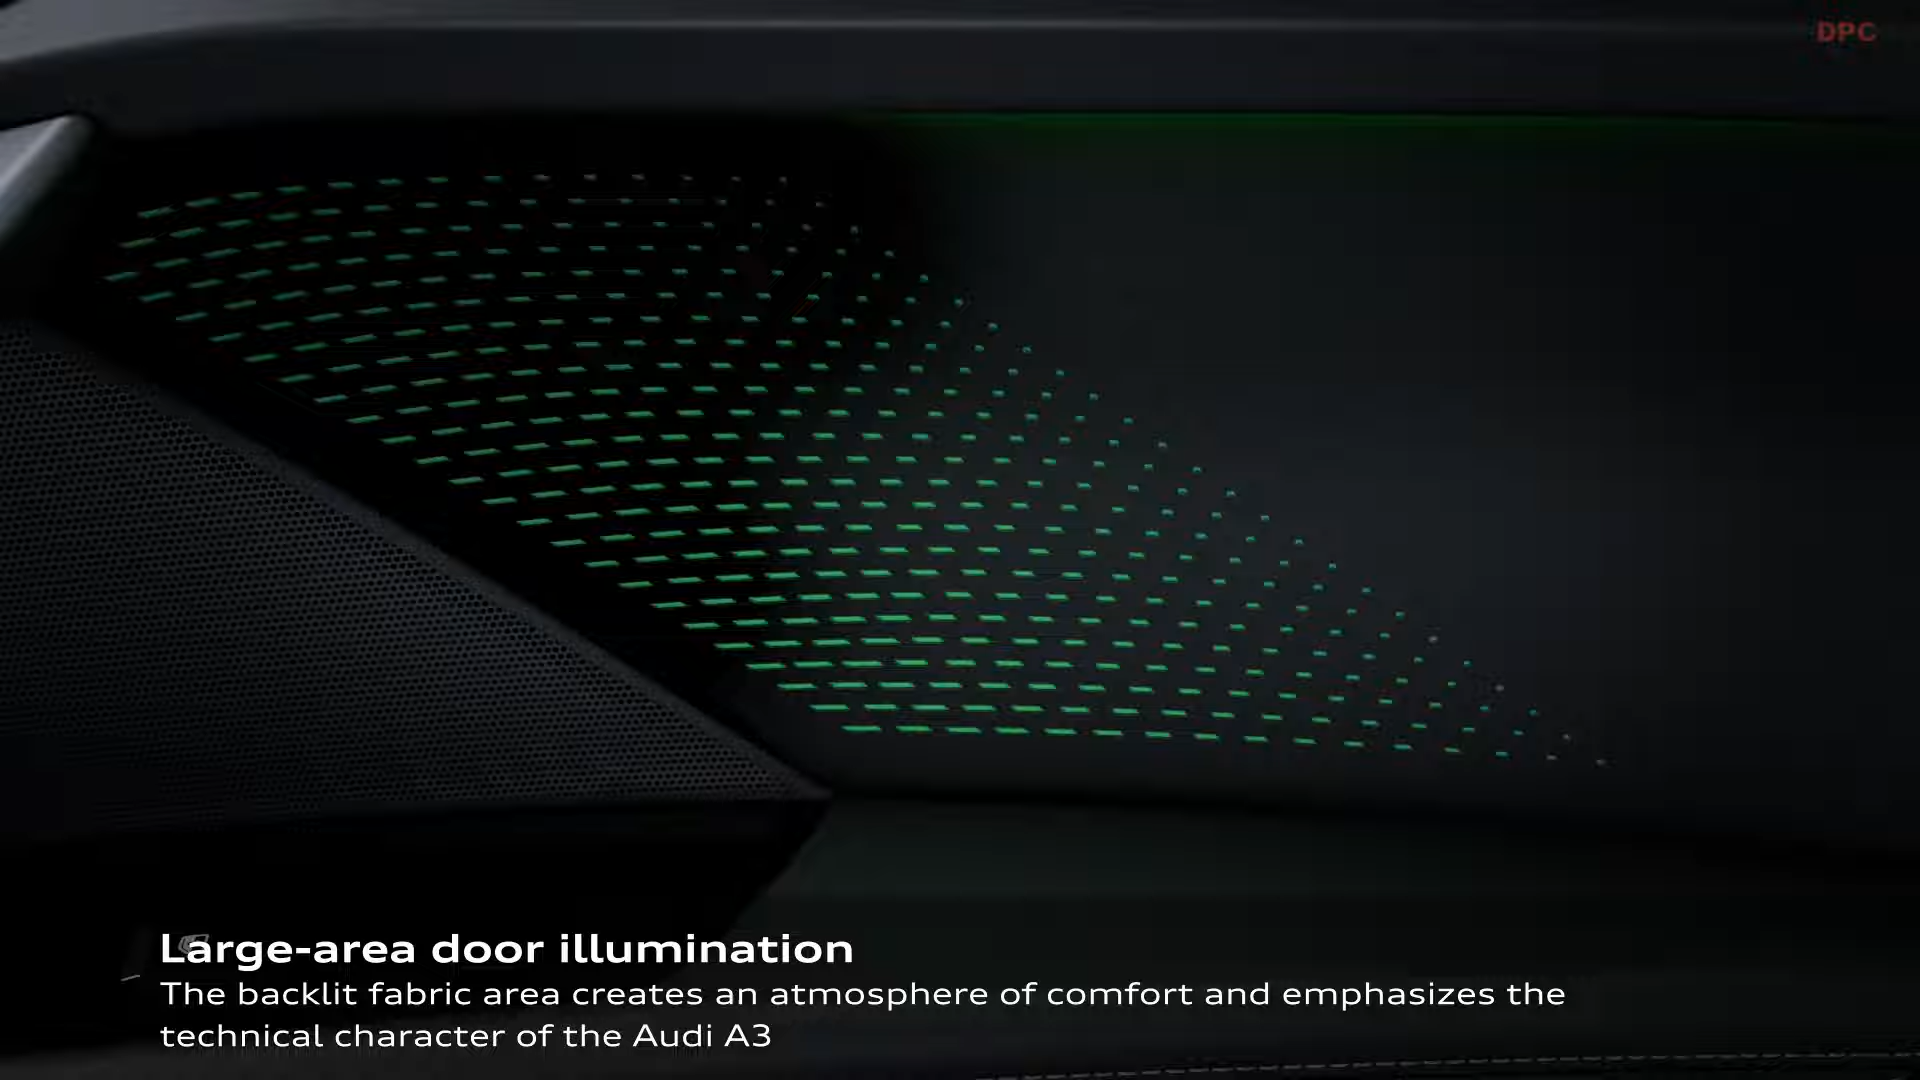 DPC
Large-area door illumination
The backlit fabric area creates an atmosphere of comfort and emphasizes the
technical character of the Audi A3